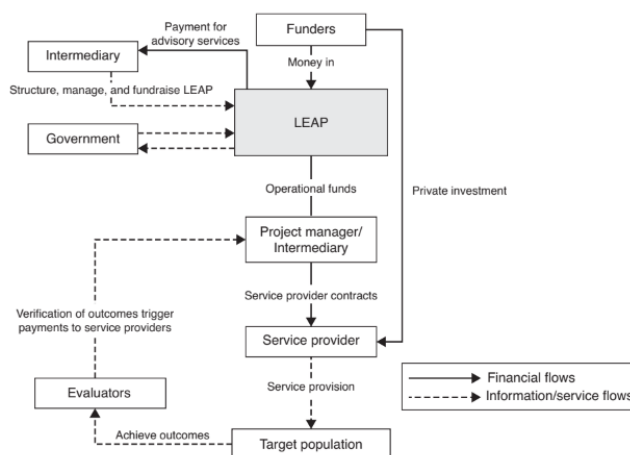 Payment for
advisory services
Funders
Intermediary
Money in
Structure, manage, and fundraise LEAP
LEAP
Government
Operational funds
Private investment
Project manager/
Intermediary
Verification of outcomes trigger
payments to service providers
Service provider contracts
Service provider
Financial flows
Information/service flows
Service provision
Evaluators
Achieve outcomes
Target population